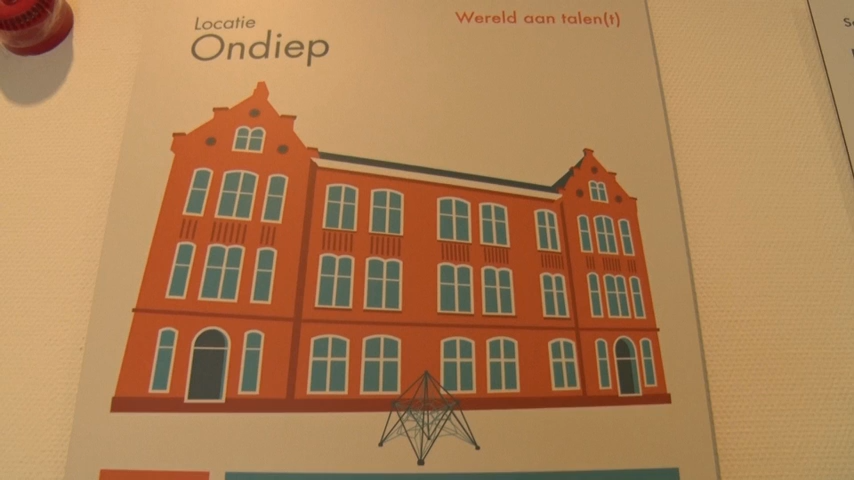 Locatie
Ondiep
Wereld aan talen(t)